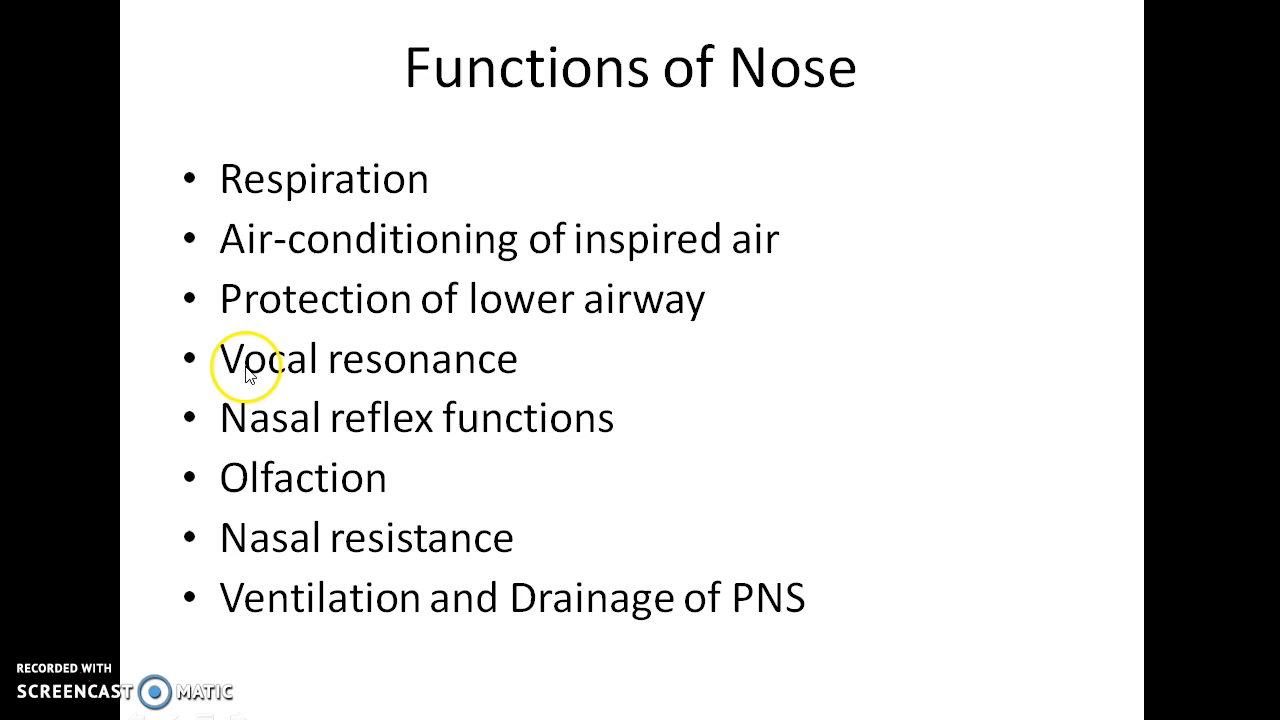 Functions of Nose
• Respiration
• Air-conditioning of inspired air
• Protection of lower airway
• Vocal resonance
• Nasal reflex functions
• Olfaction
• Nasal resistance
• Ventilation and Drainage of PNS
RECORDED WITH
SCREENCAST MATIC